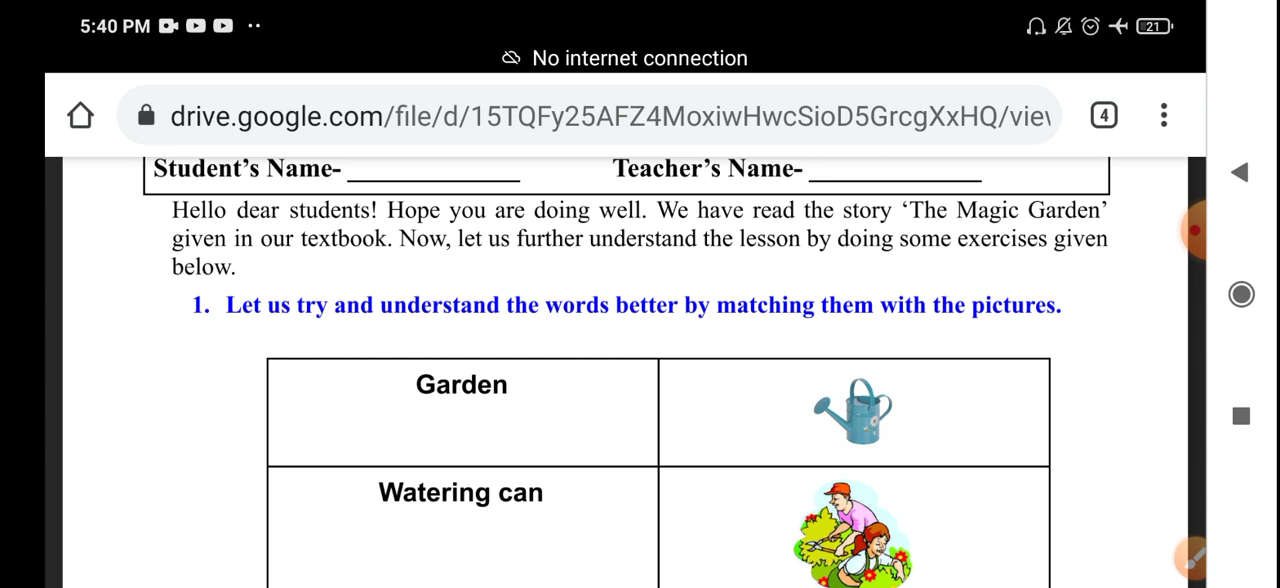 5:40 PM
21
No internet connection
drive.google.com/file/d/15TQFy25AFZ4MoxiwHwcSioD5GrcgXxHQ/view
4
Student’s Name- ______________ Teacher’s Name- ______________
Hello dear students! Hope you are doing well. We have read the story ‘The Magic Garden’
given in our textbook. Now, let us further understand the lesson by doing some exercises given
below.
1. Let us try and understand the words better by matching them with the pictures.
Garden
Watering can